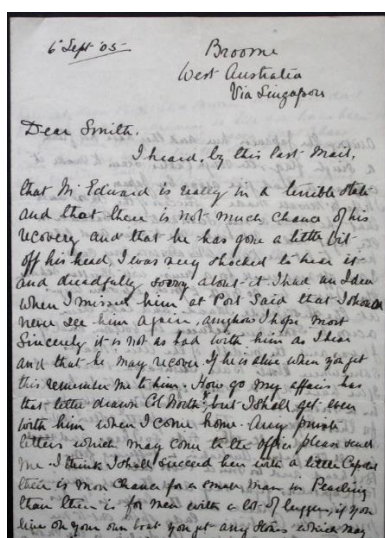 6 Sept '05
Broome
West Australia
Via Singapore
Dear Smith.
I heard, by this last Mail,
that Mr Edward is really in a terrible state
and that there is not much chance of his
recovery and that he has gone a little bit
off his head, I was very shocked to hear it
and dreadfully sorry about it I had an Idea
when I missed him at Port Said that I should
never see him again, anyhow I hope most
Sincerely it is not as bad with him as I hear
and that he may recover. If he is alive when you get
this remember me to him. How go my affairs has
that letter drawn Col North, but I shall get even
with him when I come home. Any private
letters which may come to the office please send
me. I think I shall succeed here with a little Capital
there is more Chance for a small man in Pearling
than there is for men with a lot of luggers, if you
live on your own boat you get any stones which may